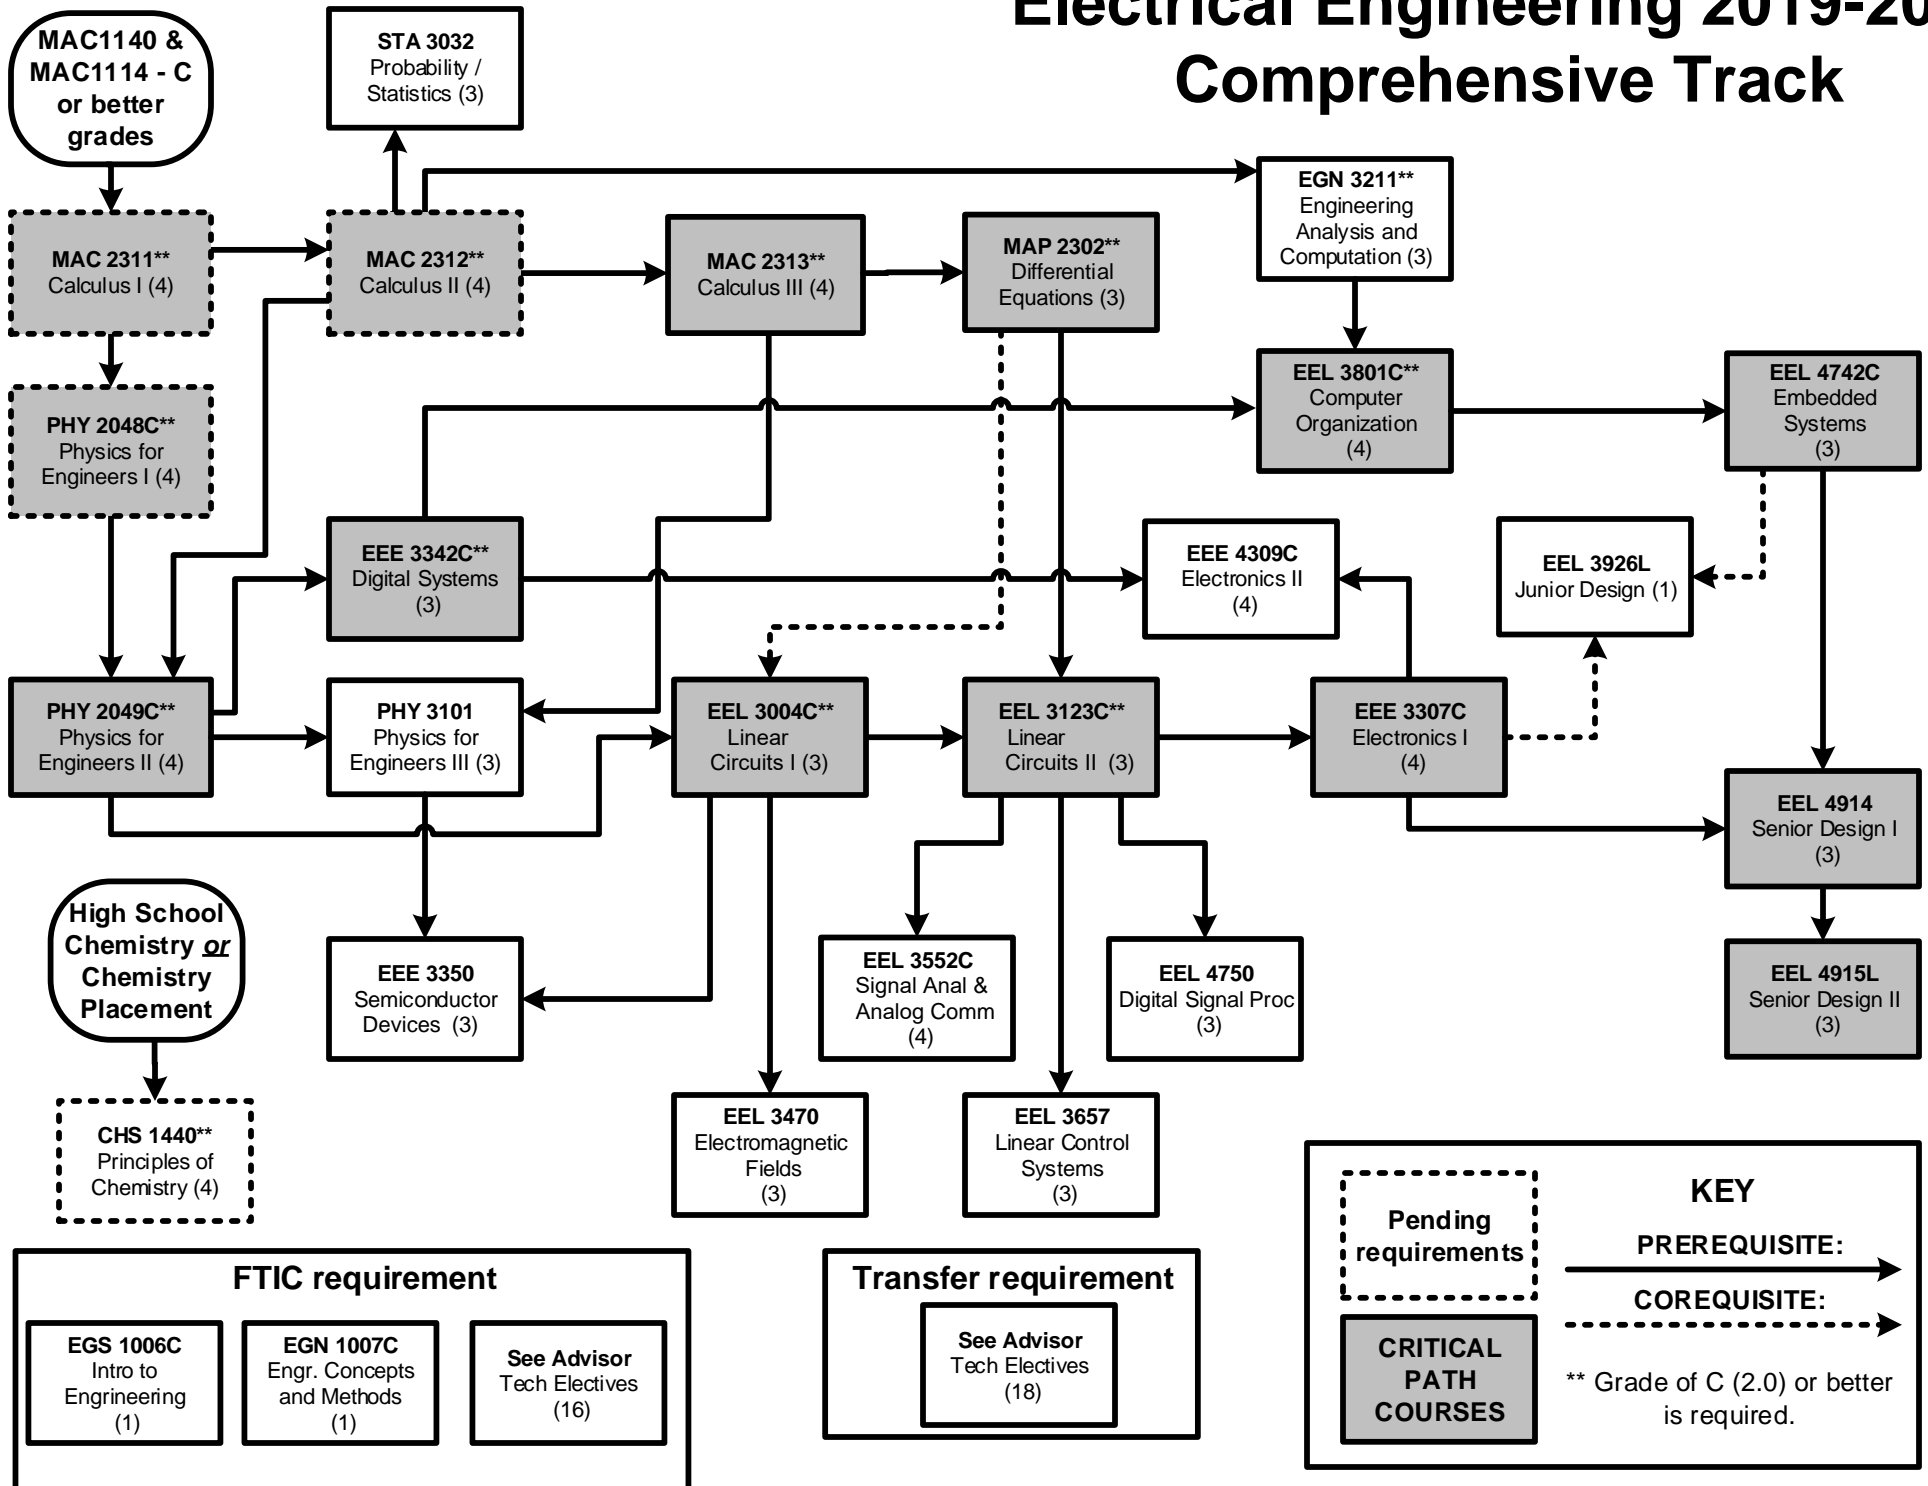 Electrical Engineering 2019-20
Comprehensive Track
MAC1140 &
MAC1114 - C
or better
grades
STA 3032
Probability /
Statistics (3)
EGN 3211**
Engineering
Analysis and
Computation (3)
MAC 2311**
Calculus I (4)
MAC 2312**
Calculus II (4)
MAC 2313**
Calculus III (4)
MAP 2302**
Differential
Equations (3)
PHY 2048C**
Physics for
Engineers I (4)
EEL 3801C**
Computer
Organization
(4)
EEL 4742C
Embedded
Systems
(3)
EEE 3342C**
Digital Systems
(3)
EEE 4309C
Electronics II
(4)
EEL 3926L
Junior Design (1)
PHY 2049C**
Physics for
Engineers II (4)
PHY 3101
Physics for
Engineers III (3)
EEL 3004C**
Linear
Circuits I (3)
EEL 3123C**
Linear
Circuits II (3)
EEE 3307C
Electronics I
(4)
EEL 4914
Senior Design I
(3)
High School
Chemistry or
Chemistry
Placement
EEE 3350
Semiconductor
Devices (3)
EEL 3552C
Signal Anal &
Analog Comm
(4)
EEL 4750
Digital Signal Proc
(3)
EEL 4915L
Senior Design II
(3)
CHS 1440**
Principles of
Chemistry (4)
EEL 3470
Electromagnetic
Fields
(3)
EEL 3657
Linear Control
Systems
(3)
FTIC requirement
EGS 1006C
Intro to
Engrineering
(1)
EGN 1007C
Engr. Concepts
and Methods
(1)
See Advisor
Tech Electives
(16)
Transfer requirement
See Advisor
Tech Electives
(18)
KEY
Pending
requirements
PREREQUISITE:
COREQUISITE:
CRITICAL
PATH
COURSES
** Grade of C (2.0) or better
is required.